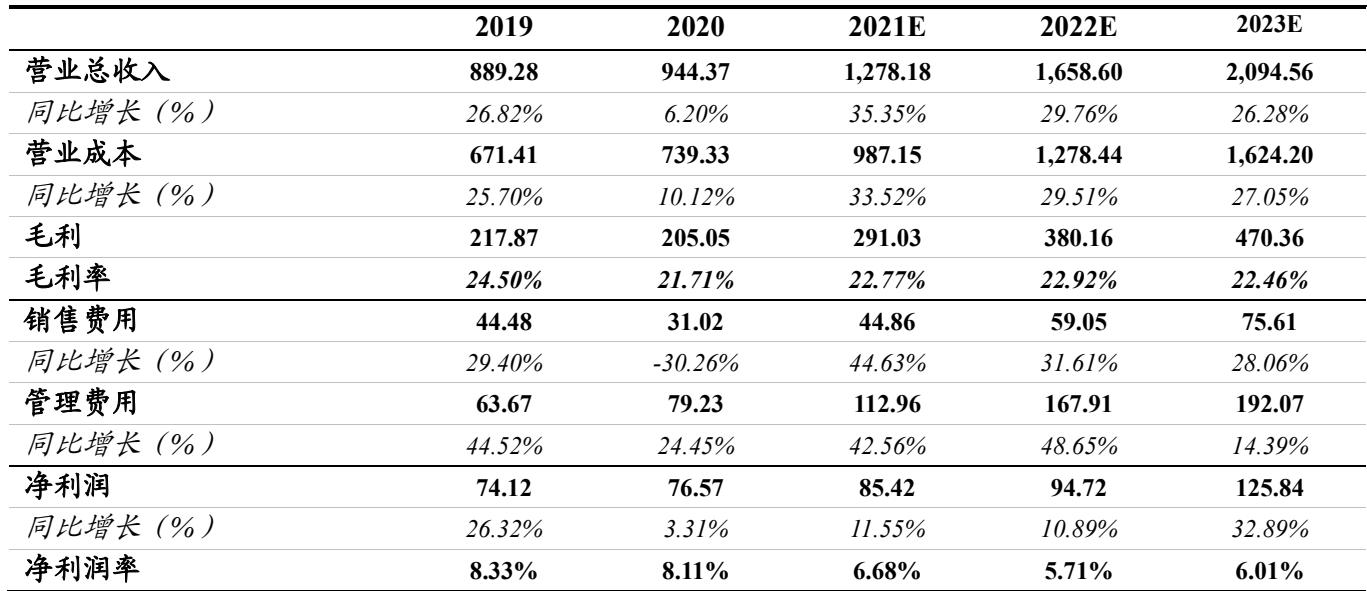 2019 2020 2021E 2022E 2023E
营业总收入 889.28 944.37 1,278.18 1,658.60 2,094.56
同比增长（%） 26.82% 6.20% 35.35% 29.76% 26.28%
营业成本 671.41 739.33 987.15 1,278.44 1,624.20
同比增长（%） 25.70% 10.12% 33.52% 29.51% 27.05%
毛利 217.87 205.05 291.03 380.16 470.36
毛利率 24.50% 21.71% 22.77% 22.92% 22.46%
销售费用 44.48 31.02 44.86 59.05 75.61
同比增长（%） 29.40% -30.26% 44.63% 31.61% 28.06%
管理费用 63.67 79.23 112.96 167.91 192.07
同比增长（%） 44.52% 24.45% 42.56% 48.65% 14.39%
净利润 74.12 76.57 85.42 94.72 125.84
同比增长（%） 26.32% 3.31% 11.55% 10.89% 32.89%
净利润率 8.33% 8.11% 6.68% 5.71% 6.01%